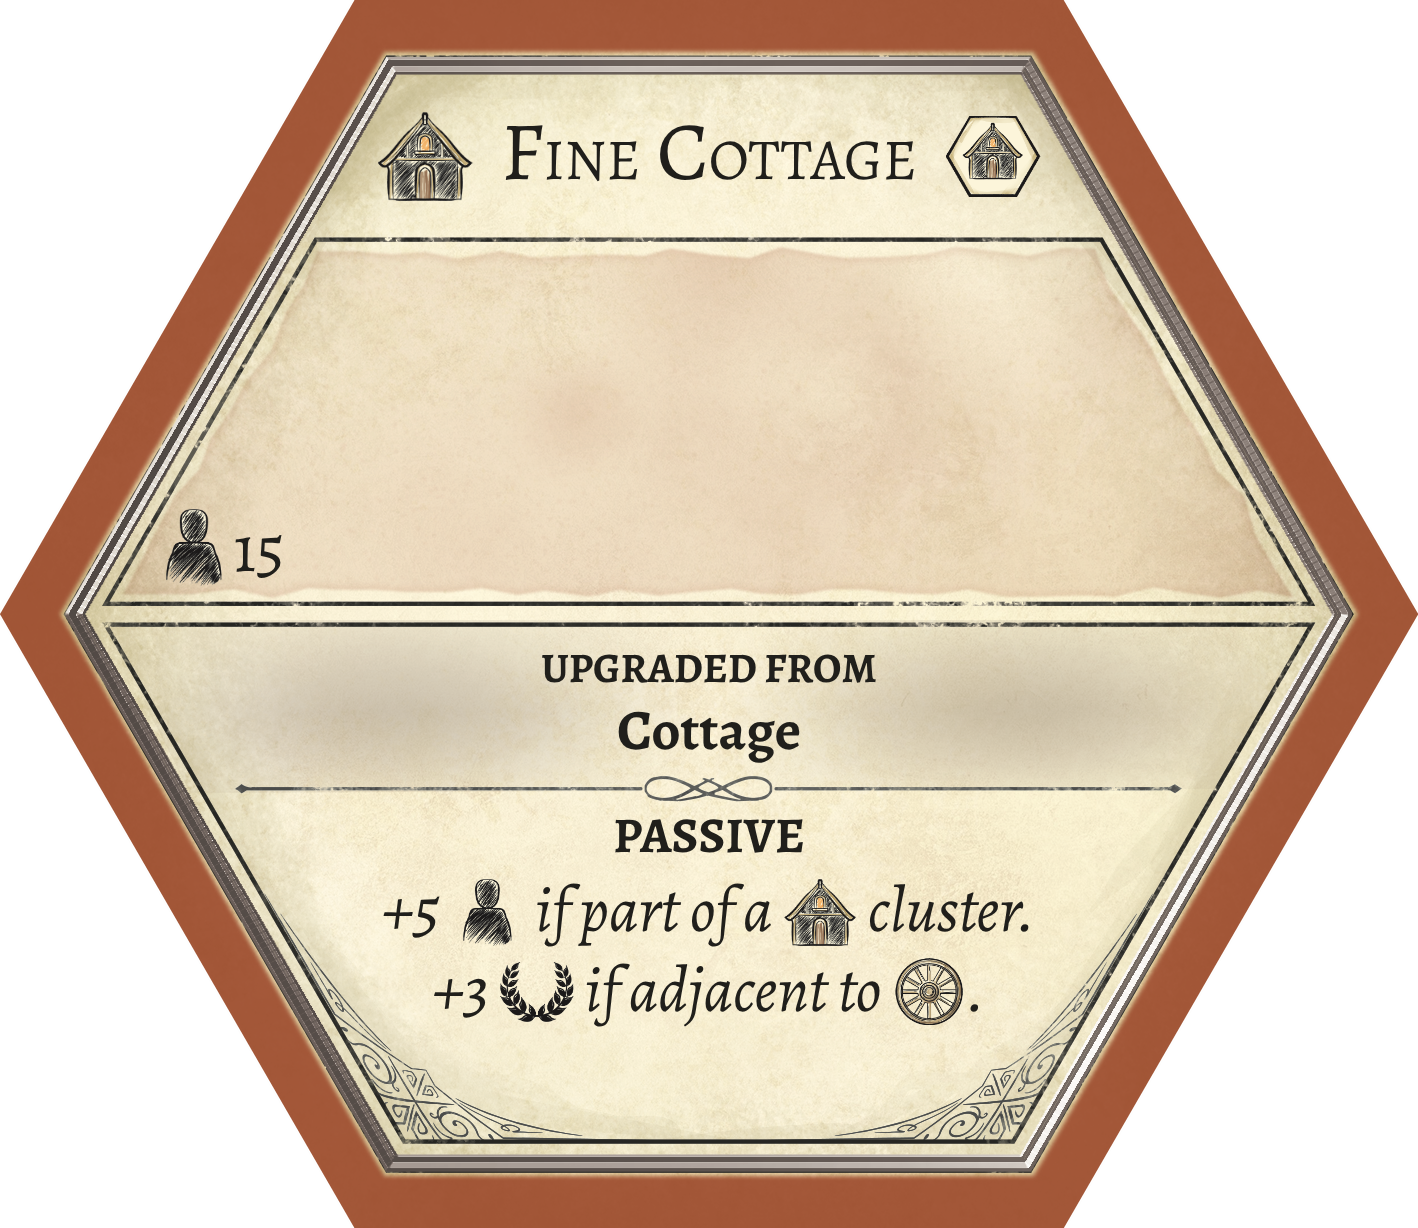 Fine Cottage
15
UPGRADED FROM
Cottage
PASSIVE
+5 if part of a cluster.
+3 if adjacent to .